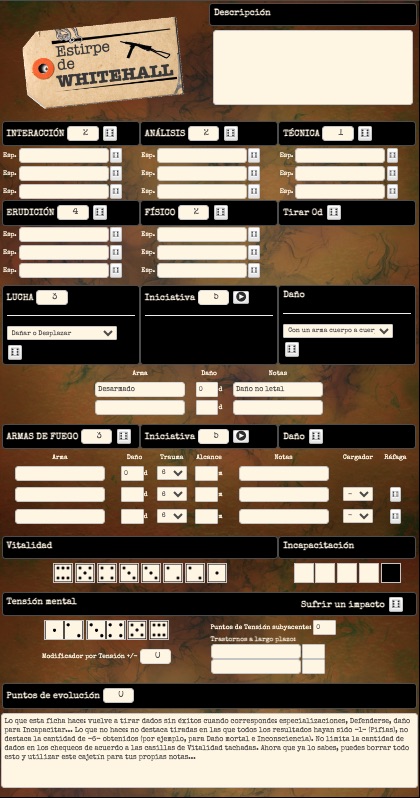 Descripción
Estirpe
de
WHITEHALL
INTERACCIÓN 2 ANÁLISIS 2 TÉCNICA 1
Esp. Esp. Esp.
Esp. Esp. Esp.
Esp. Esp. Esp.
ERUDICIÓN 4 FÍSICO 2 Tirar 0d
Esp. Esp.
Esp. Esp.
Esp. Esp.
LUCHA 3 Iniciativa 5 Daño
Dañar o Desplazar Con un arma cuerpo a cuer
Arma Daño Notas
Desarmado 0 d Daño no letal
d
ARMAS DE FUEGO 3 Iniciativa 5 Daño
Arma Daño Trauma Alcance Notas Cargador Ráfaga
0 d 6 m
d 6 m -
d 6 m -
Vitalidad Incapacitación
Tensión mental Sufrir un impacto
Puntos de Tensión subyacente: 0
Trastornos a largo plazo:
Modificador por Tensión +/- 0
Puntos de evolución 0
Lo que esta ficha hace: vuelve a tirar dados sin éxitos cuando corresponde: especializaciones, Defenderse, daño
para Incapacitar... Lo que no hace: no destaca tiradas en las que todos los resultados hayan sido -1- (Pifias), no
destaca la cantidad de -6- obtenidos (por ejemplo, para Daño mortal e Inconsciencia). No limita la cantidad de
dados en los chequeos de acuerdo a las casillas de Vitalidad tachadas. Ahora que ya lo sabes, puedes borrar todo
esto y utilizar este cajetín para tus propias notas...